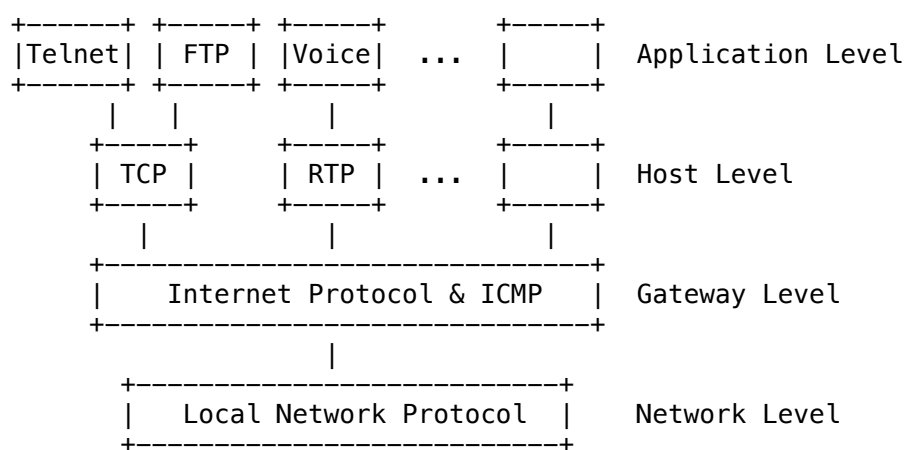 Telnet FTP Voice ... Application Level
TCP RTP ... Host Level
Internet Protocol & ICMP Gateway Level
Local Network Protocol Network Level